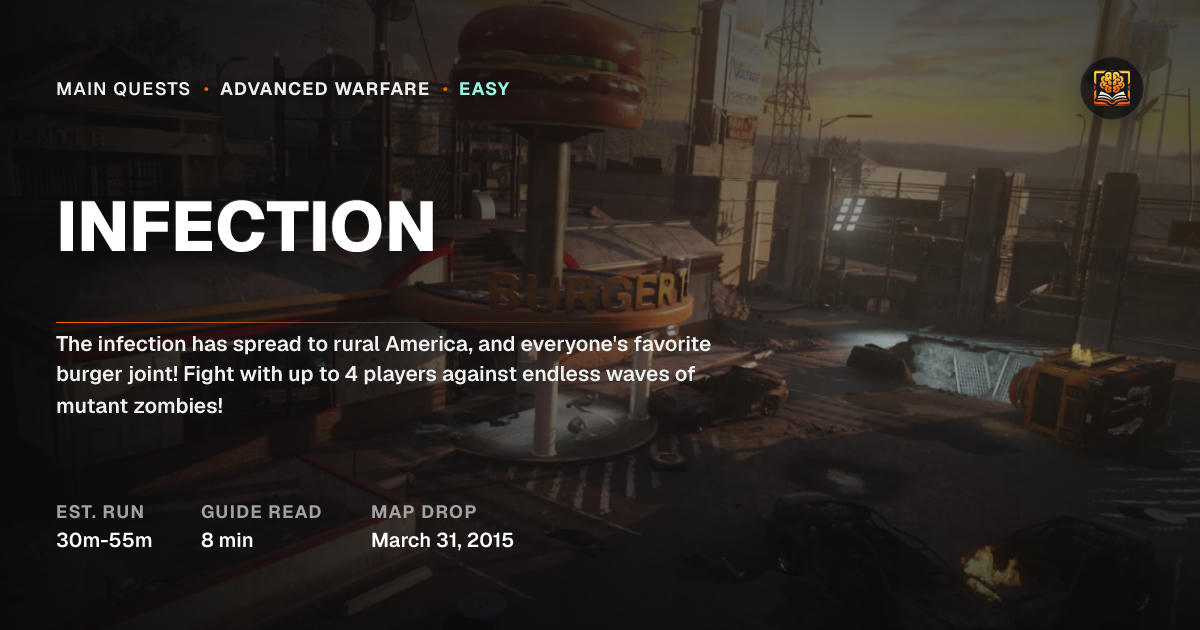 MAIN QUESTS • ADVANCED WARFARE • EASY
INFECTION
BURGER
The infection has spread to rural America, and everyone's favorite
burger joint! Fight with up to 4 players against endless waves of
mutant zombies!
EST. RUN GUIDE READ MAP DROP
30m-55m 8 min March 31, 2015